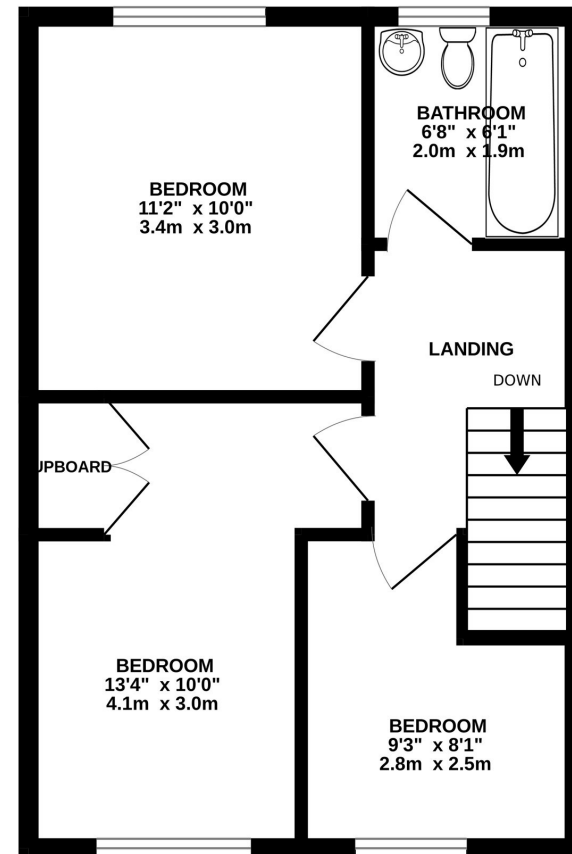 BATHROOM
6'8" x 6'1"
2.0m x 1.9m
BEDROOM
11'2" x 10'0"
3.4m x 3.0m
LANDING
DOWN
UPBOARD
BEDROOM
13'4" x 10'0"
4.1m x 3.0m
BEDROOM
9'3" x 8'1"
2.8m x 2.5m